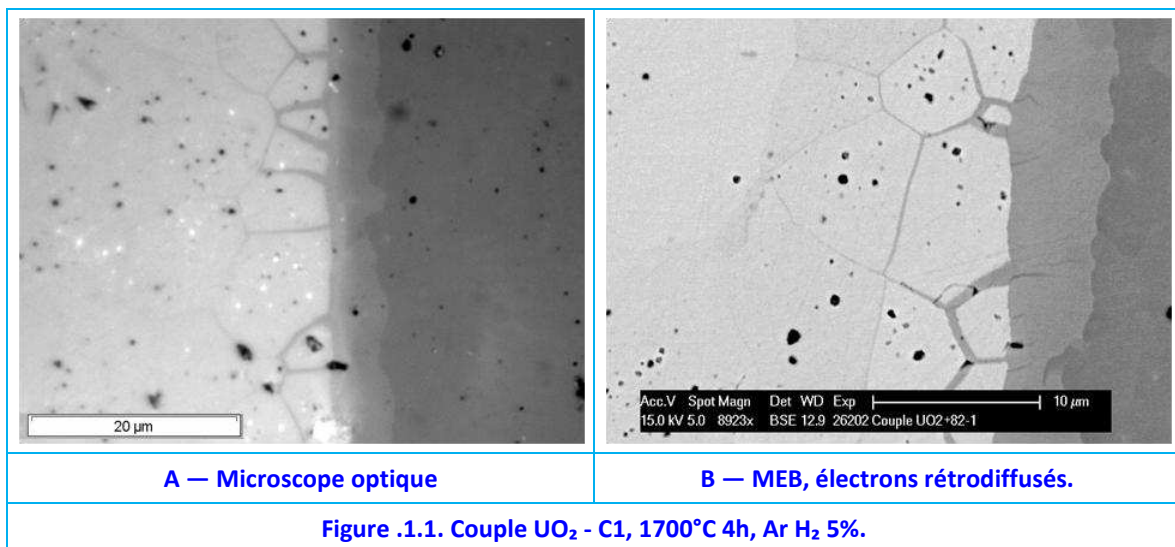 20 µm
Acc.V Spot Magn Det WD Exp 10 µm
15.0 kV 5.0 8923x BSE 12.9 26202 Couple UO2+82-1
A — Microscope optique
B — MEB, électrons rétrodiffusés.
Figure .1.1. Couple UO₂ - C1, 1700°C 4h, Ar H₂ 5%.